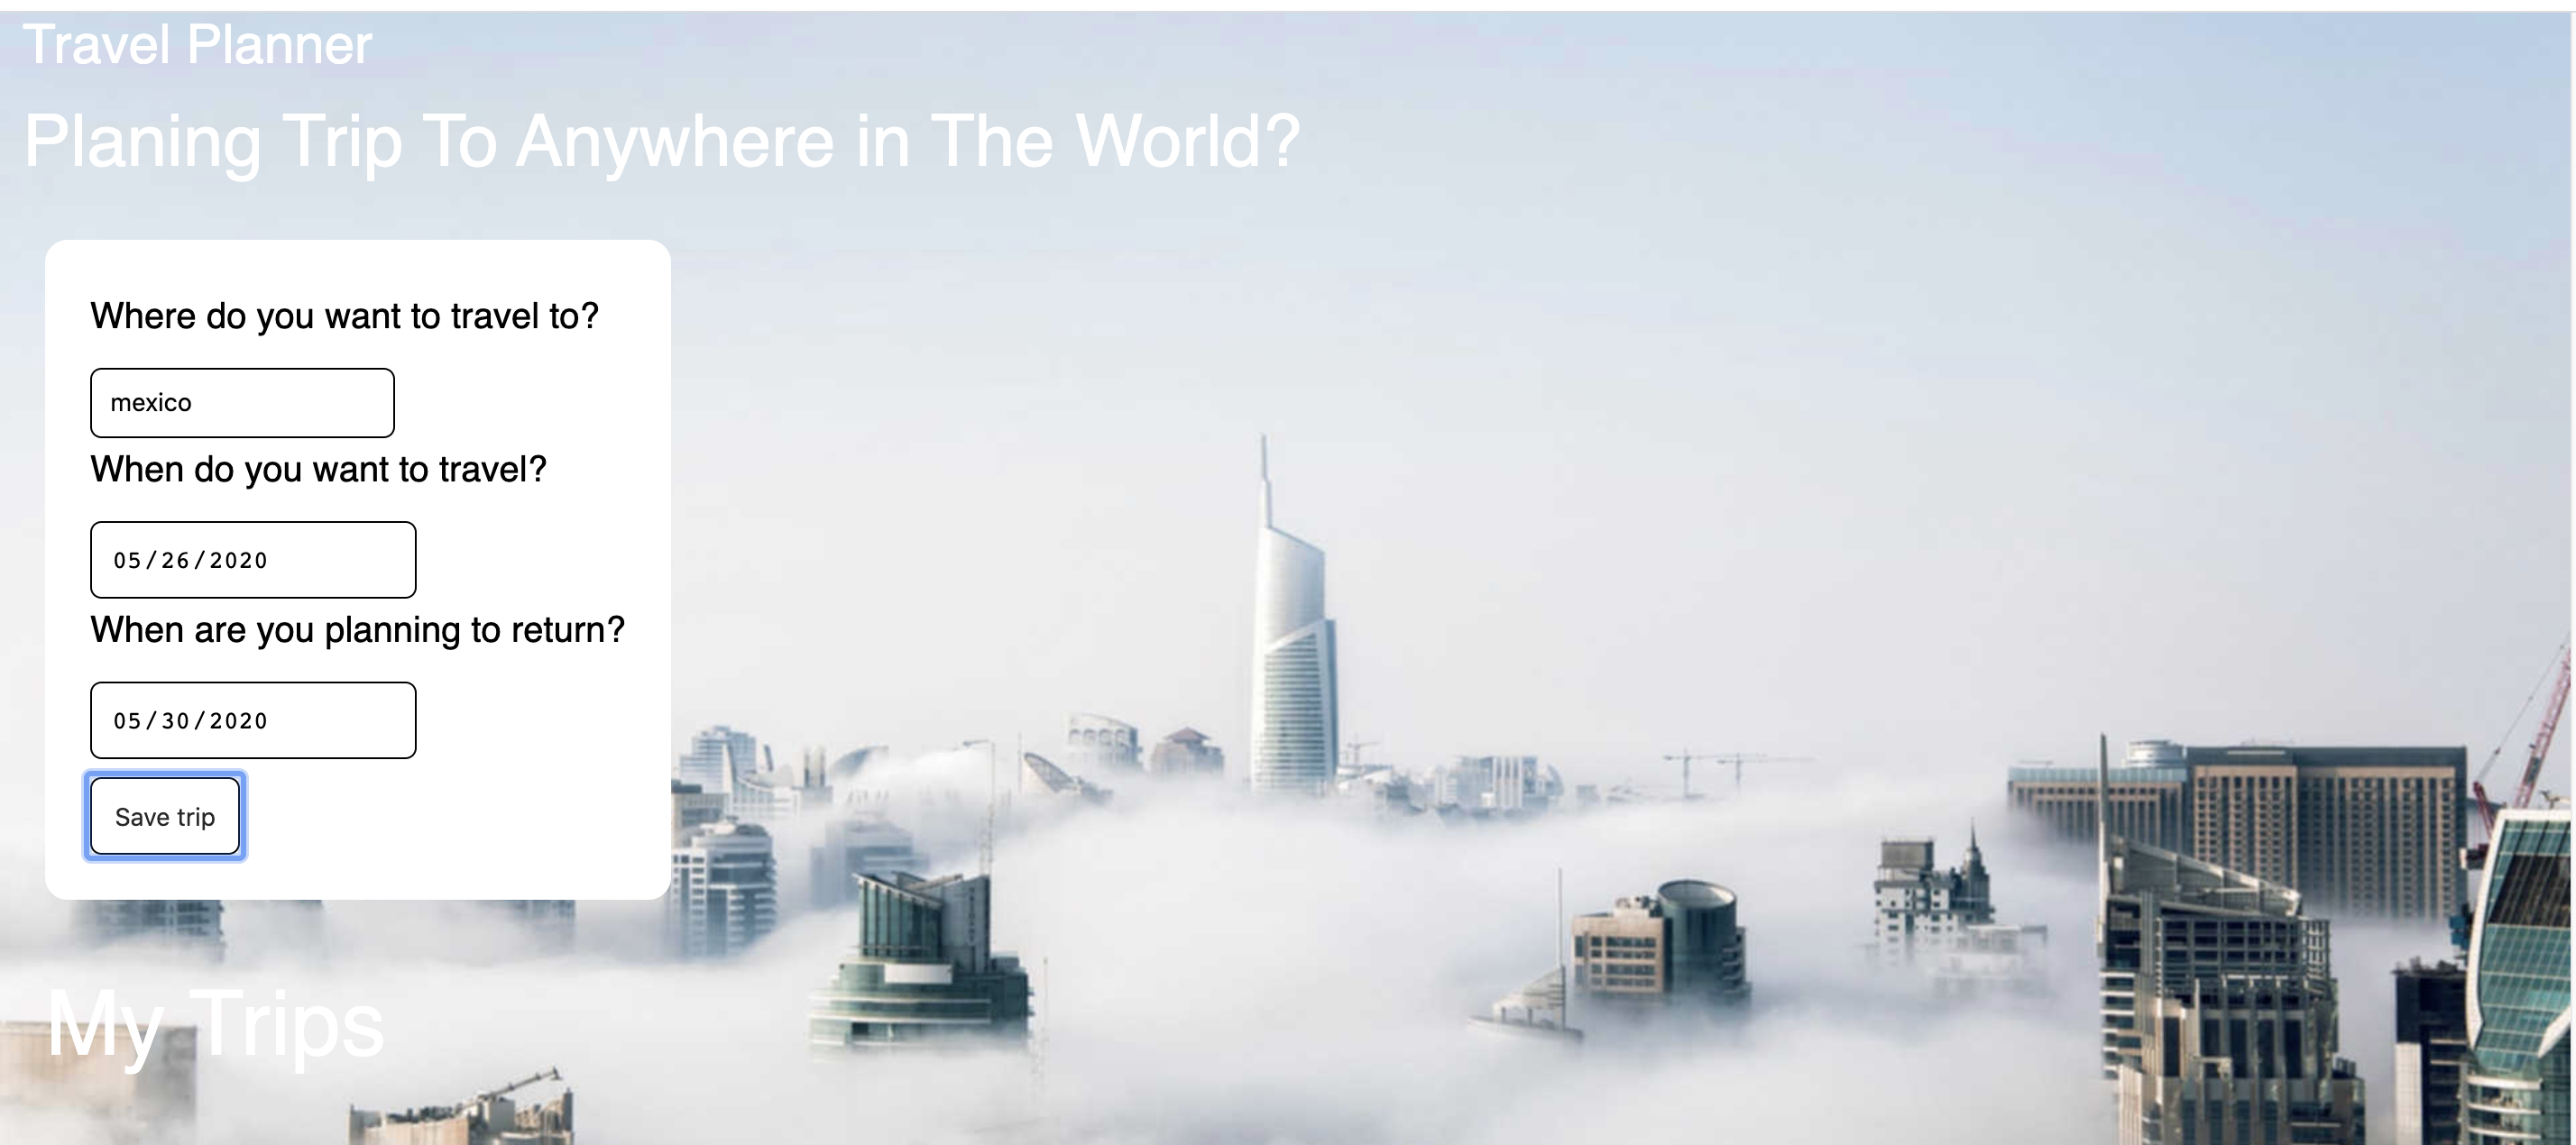 Travel Planner
Planing Trip To Anywhere in The World?
Where do you want to travel to?
mexico
When do you want to travel?
05/26/2020
When are you planning to return?
05/30/2020
Save trip
My Trips